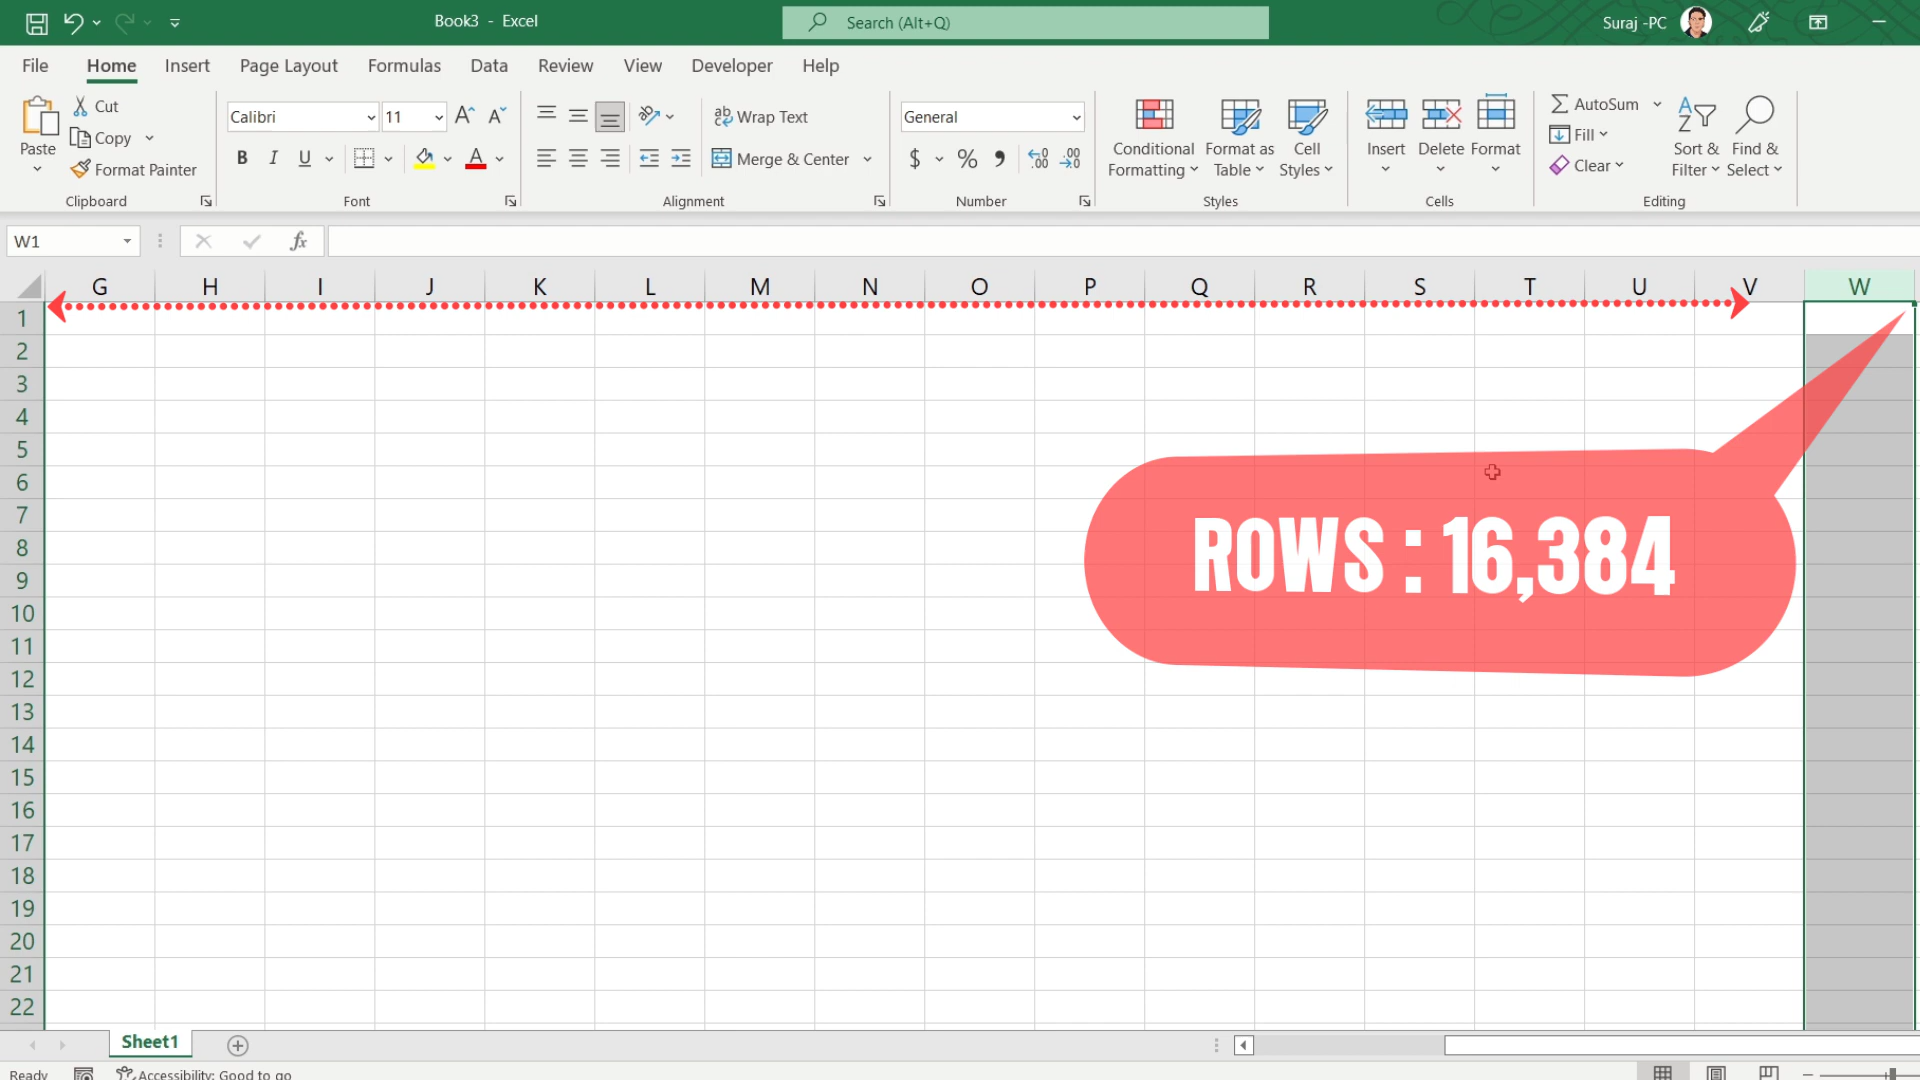 Book3 - Excel
Search (Alt+Q)
Suraj -PC
File Home Insert Page Layout Formulas Data Review View Developer Help
Paste
Cut
Copy
Format Painter
Clipboard
Calibri 11
B I U A
Font
Wrap Text
Merge & Center
Alignment
General
$ % ,
Number
Conditional Formatting
Format as Table
Cell Styles
Styles
Insert Delete Format
Cells
AutoSum
Fill
Clear
Sort & Filter
Find & Select
Editing
W1
fx
G H I J K L M N O P Q R S T U V W
1
2
3
4
5
6
7
8
9
10
11
12
13
14
15
16
17
18
19
20
21
22
ROWS : 16,384
Sheet1
Ready
Accessibility: Good to go